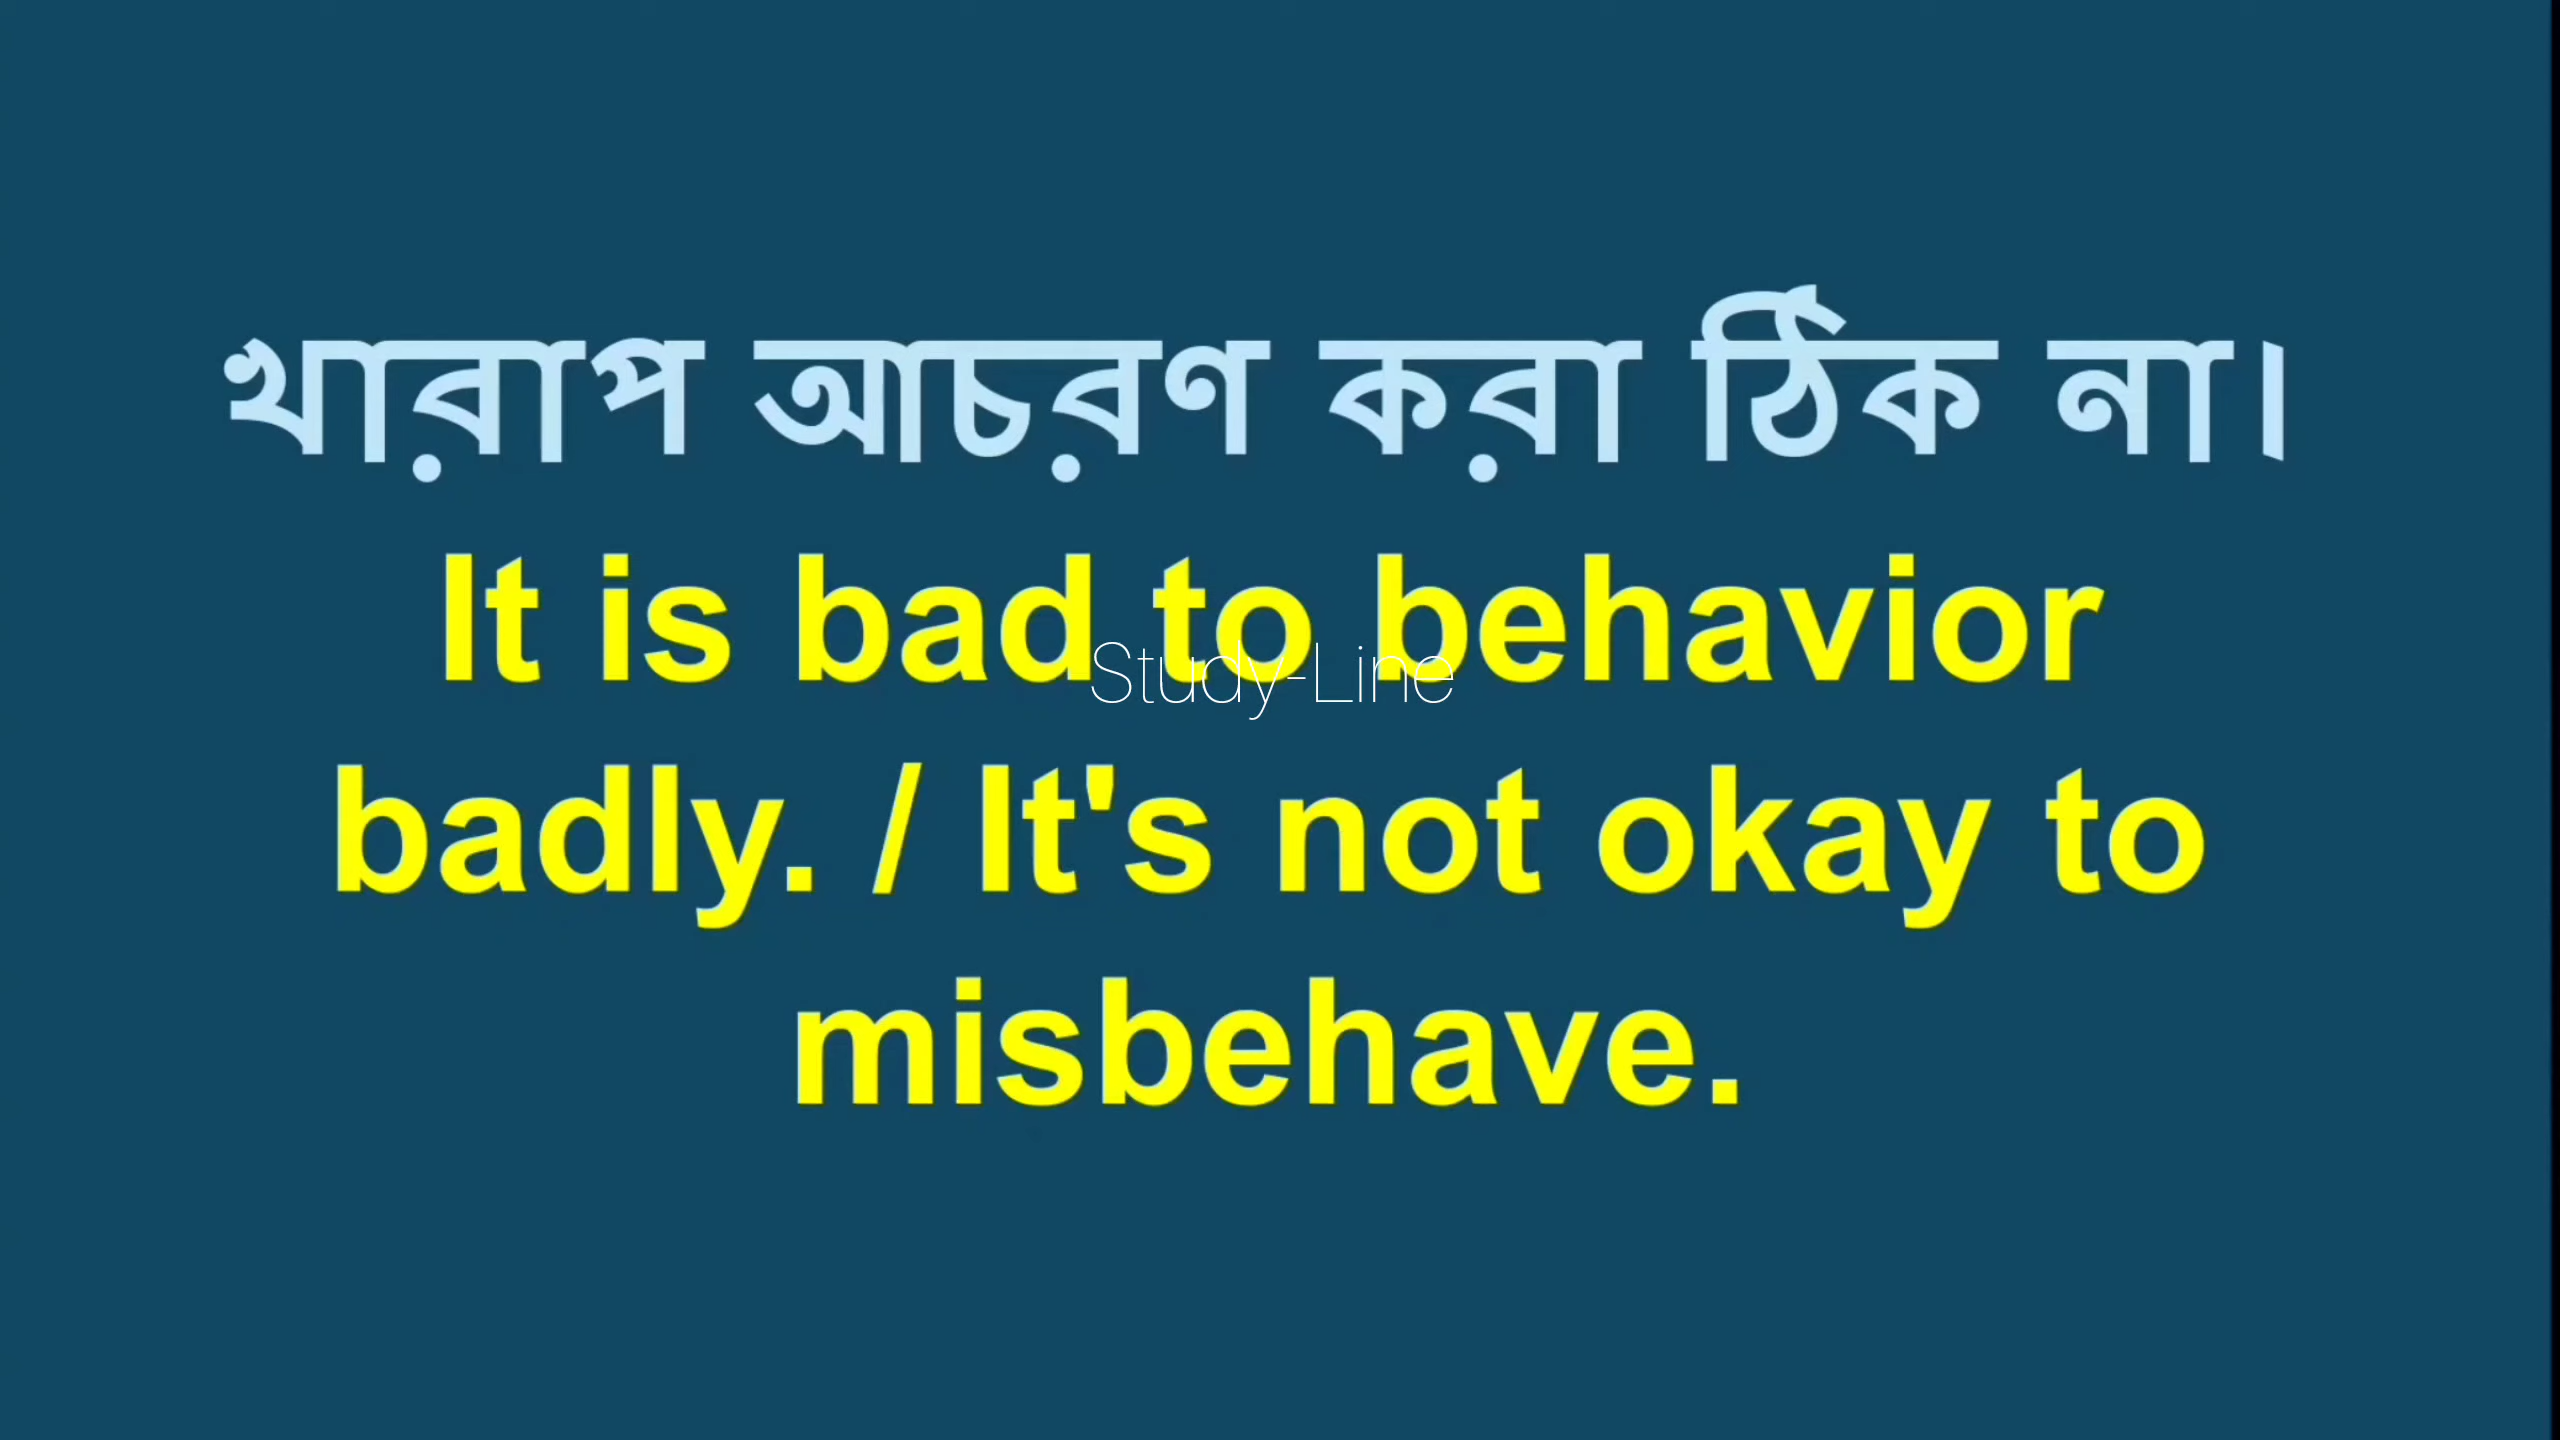 খারাপ আচরণ করা ঠিক না।
It is bad to behavior
Study-Line
badly. / It's not okay to
misbehave.